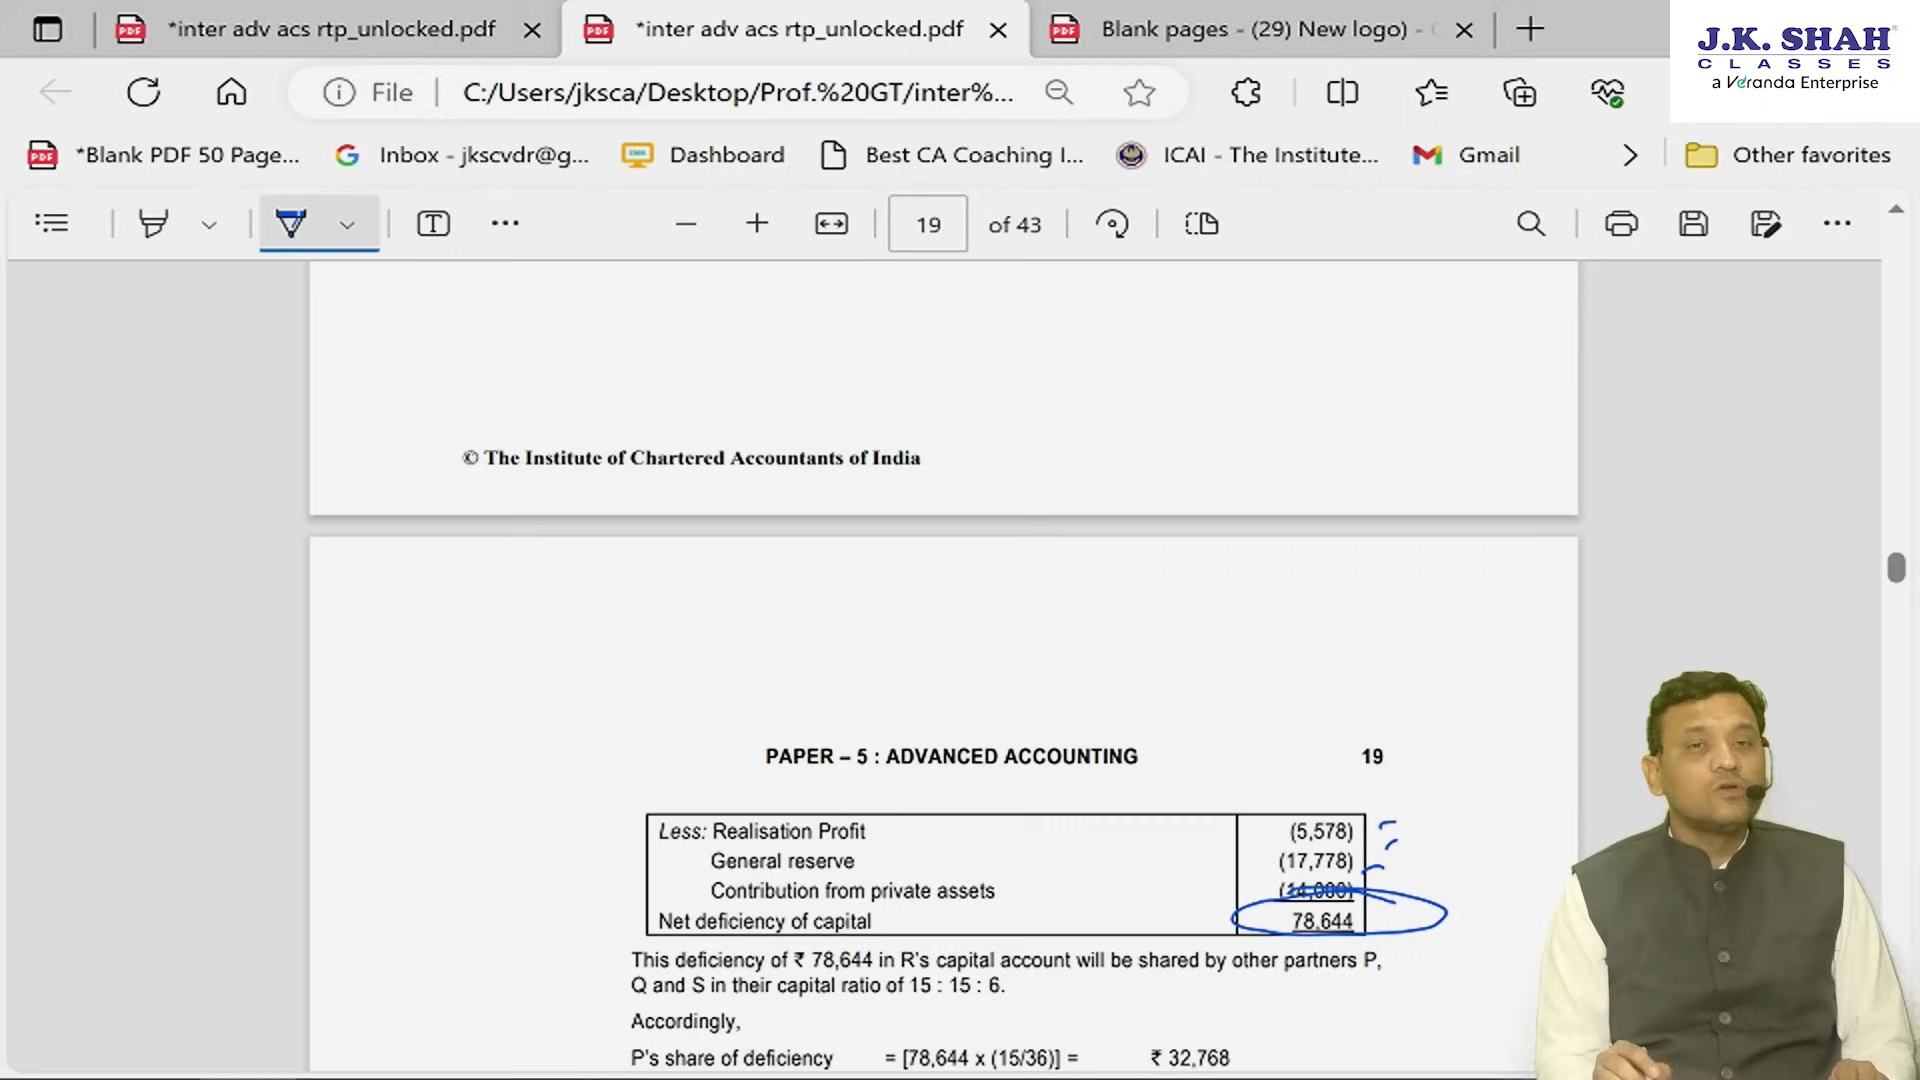 *inter adv acs rtp_unlocked.pdf
*inter adv acs rtp_unlocked.pdf
Blank pages - (29) New logo) -
J.K. SHAH
CLASSES
a Veranda Enterprise
File
C:/Users/jksca/Desktop/Prof.%20GT/inter%...
*Blank PDF 50 Page...
Inbox - jkscvdr@g...
Dashboard
Best CA Coaching I...
ICAI - The Institute...
Gmail
Other favorites
19 of 43
© The Institute of Chartered Accountants of India
PAPER – 5 : ADVANCED ACCOUNTING 19
Less: Realisation Profit (5,578)
General reserve (17,778)
Contribution from private assets (14,000)
Net deficiency of capital 78,644
This deficiency of ₹ 78,644 in R's capital account will be shared by other partners P,
Q and S in their capital ratio of 15 : 15 : 6.
Accordingly,
P's share of deficiency = [78,644 x (15/36)] = ₹ 32,768